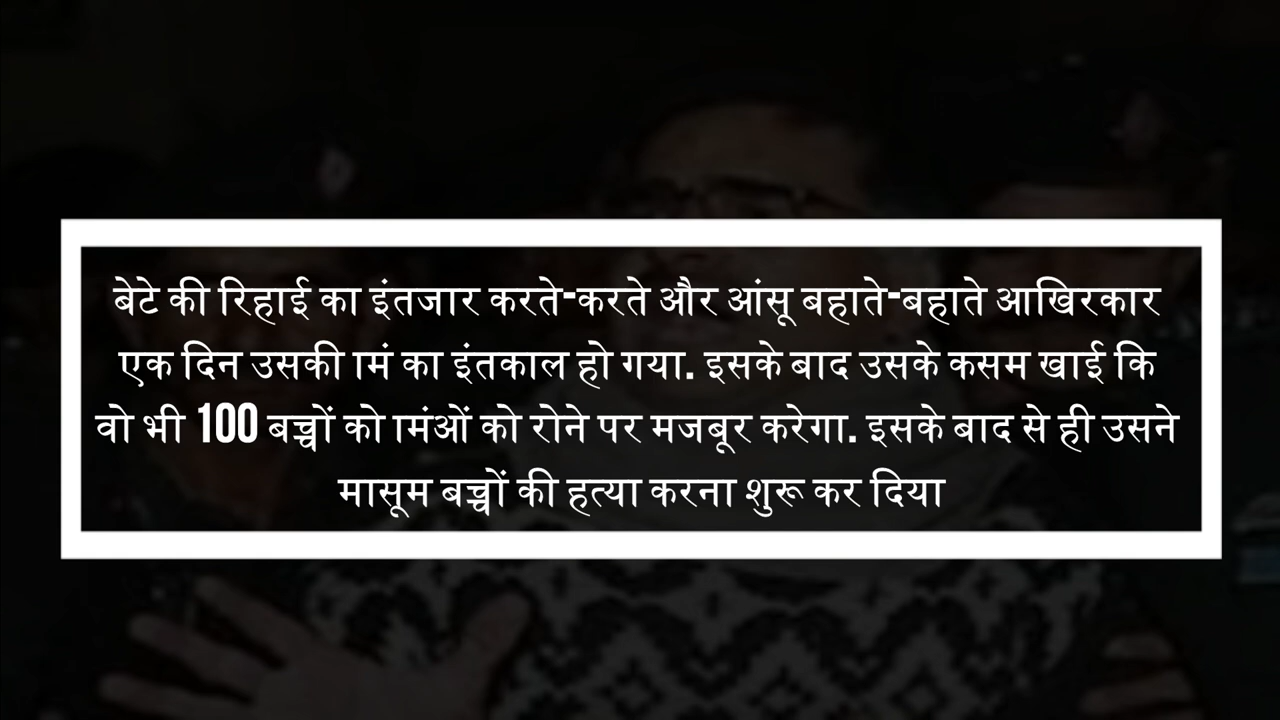 बेटे की रिहाई का इंतजार करते-करते और आंसू बहाते-बहाते आखिरकार
एक दिन उसकी ामं का इंतकाल हो गया. इसके बाद उसके कसम खाई कि
वो भी 100 बच्चों को ामंओं को रोने पर मजबूर करेगा. इसके बाद से ही उसने
मासूम बच्चों की हत्या करना शुरू कर दिया